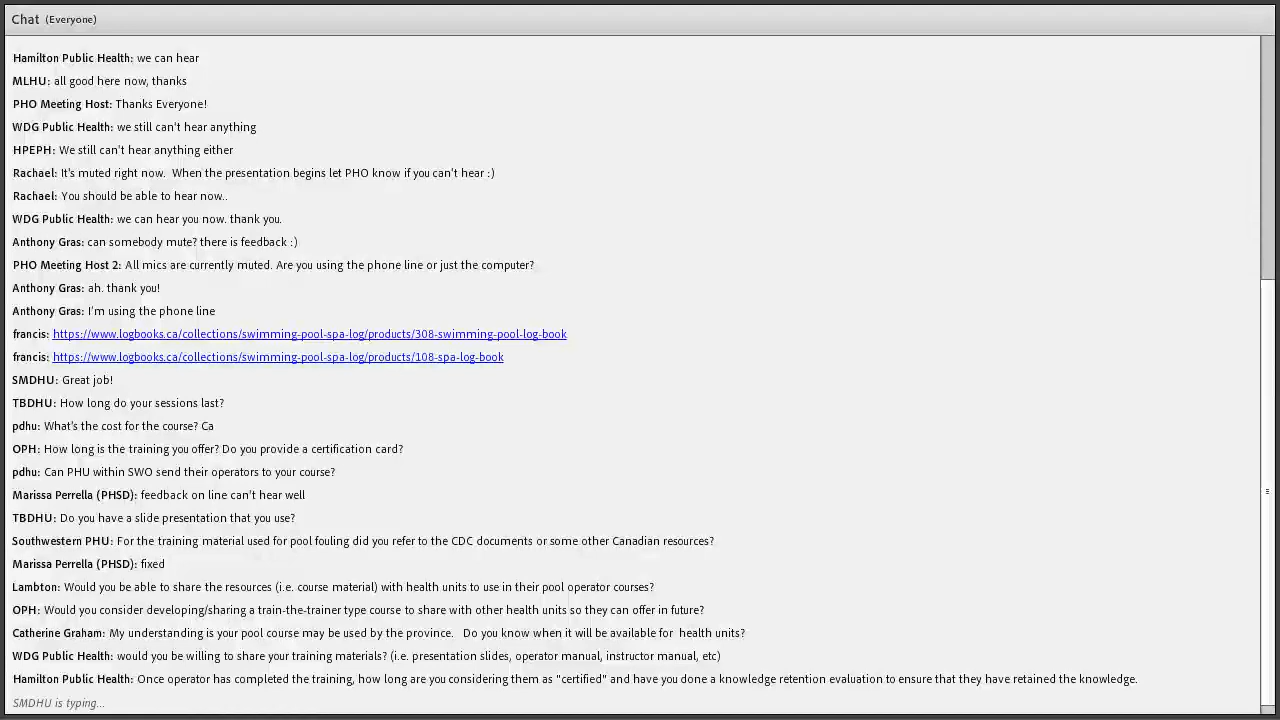 Chat (Everyone)
Hamilton Public Health: we can hear
MLHU: all good here now, thanks
PHO Meeting Host: Thanks Everyone!
WDG Public Health: we still can't hear anything
HPEPH: We still can't hear anything either
Rachael: It's muted right now.  When the presentation begins let PHO know if you can't hear :)
Rachael: You should be able to hear now..
WDG Public Health: we can hear you now. thank you.
Anthony Gras: can somebody mute? there is feedback :)
PHO Meeting Host 2: All mics are currently muted. Are you using the phone line or just the computer?
Anthony Gras: ah. thank you!
Anthony Gras: I'm using the phone line
francis: https://www.logbooks.ca/collections/swimming-pool-spa-log/products/308-swimming-pool-log-book
francis: https://www.logbooks.ca/collections/swimming-pool-spa-log/products/108-spa-log-book
SMDHU: Great job!
TBDHU: How long do your sessions last?
pdhu: What's the cost for the course? Ca
OPH: How long is the training you offer? Do you provide a certification card?
pdhu: Can PHU within SWO send their operators to your course?
Marissa Perrella (PHSD): feedback on line can't hear well
TBDHU: Do you have a slide presentation that you use?
Southwestern PHU: For the training material used for pool fouling did you refer to the CDC documents or some other Canadian resources?
Marissa Perrella (PHSD): fixed
Lambton: Would you be able to share the resources (i.e. course material) with health units to use in their pool operator courses?
OPH: Would you consider developing/sharing a train-the-trainer type course to share with other health units so they can offer in future?
Catherine Graham: My understanding is your pool course may be used by the province.   Do you know when it will be available for  health units?
WDG Public Health: would you be willing to share your training materials? (i.e. presentation slides, operator manual, instructor manual, etc)
Hamilton Public Health: Once operator has completed the training, how long are you considering them as "certified" and have you done a knowledge retention evaluation to ensure that they have retained the knowledge.
SMDHU is typing...